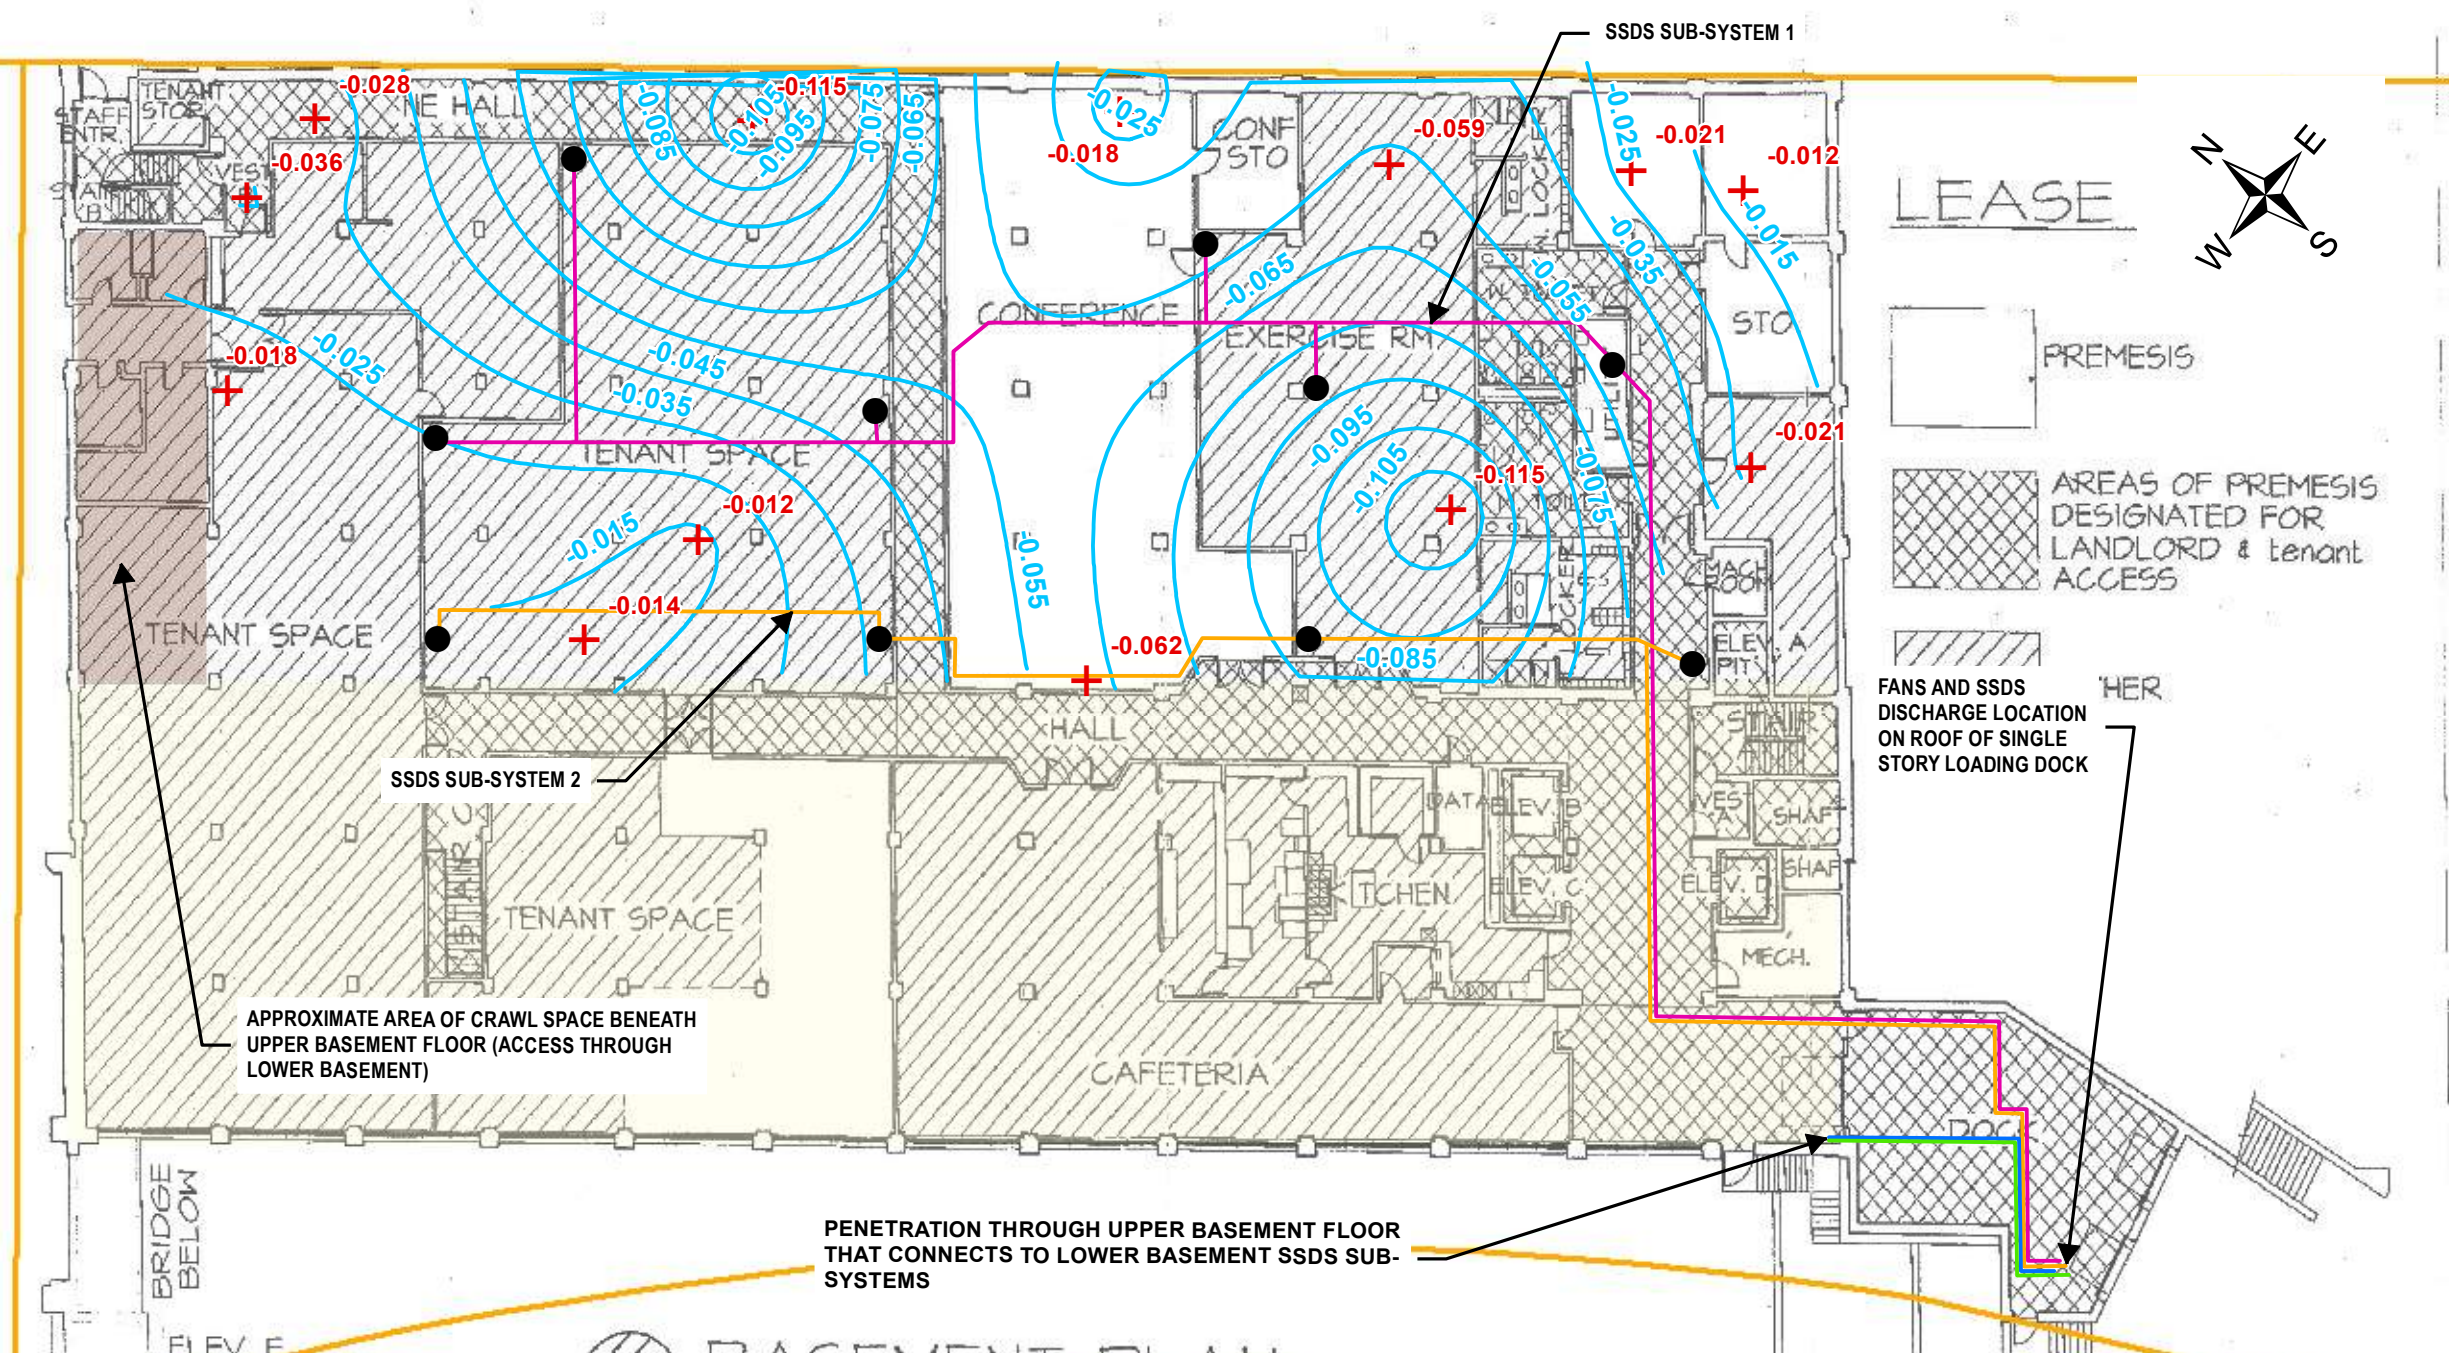 SSDS SUB-SYSTEM 1
TENANT
STOR
STAFF
ENTR.
NE HALL
-0.028
-0.115
-0.105
-0.095
-0.085
-0.075
-0.065
-0.025
-0.018
CONF
STO
-0.059
-0.025
-0.021
-0.012
N
E
S
W
LEASE
VEST
-0.036
B
-0.015
-0.035
-0.055
-0.065
CONFERENCE
EXERCISE RM
STO
PREMESIS
-0.018
-0.025
-0.045
-0.035
-0.095
-0.105
-0.115
-0.075
-0.021
TENANT SPACE
-0.012
-0.015
-0.055
AREAS OF PREMESIS
DESIGNATED FOR
LANDLORD & tenant
ACCESS
MACH
ROOM
LOCKER
ELEV. A
PIT
TENANT SPACE
-0.014
-0.062
-0.085
HALL
STAIR
FANS AND SSDS
DISCHARGE LOCATION
ON ROOF OF SINGLE
STORY LOADING DOCK
'HER
SSDS SUB-SYSTEM 2
DATA
ELEV. B
VEST
A
SHAF
SHAF
STAIR C
ELEV. C
ELEV. D
KITCHEN
TENANT SPACE
MECH.
APPROXIMATE AREA OF CRAWL SPACE BENEATH
UPPER BASEMENT FLOOR (ACCESS THROUGH
LOWER BASEMENT)
CAFETERIA
DOCK
BRIDGE
BELOW
PENETRATION THROUGH UPPER BASEMENT FLOOR
THAT CONNECTS TO LOWER BASEMENT SSDS SUB-
SYSTEMS
ELEV E
BASEMENT PLAN